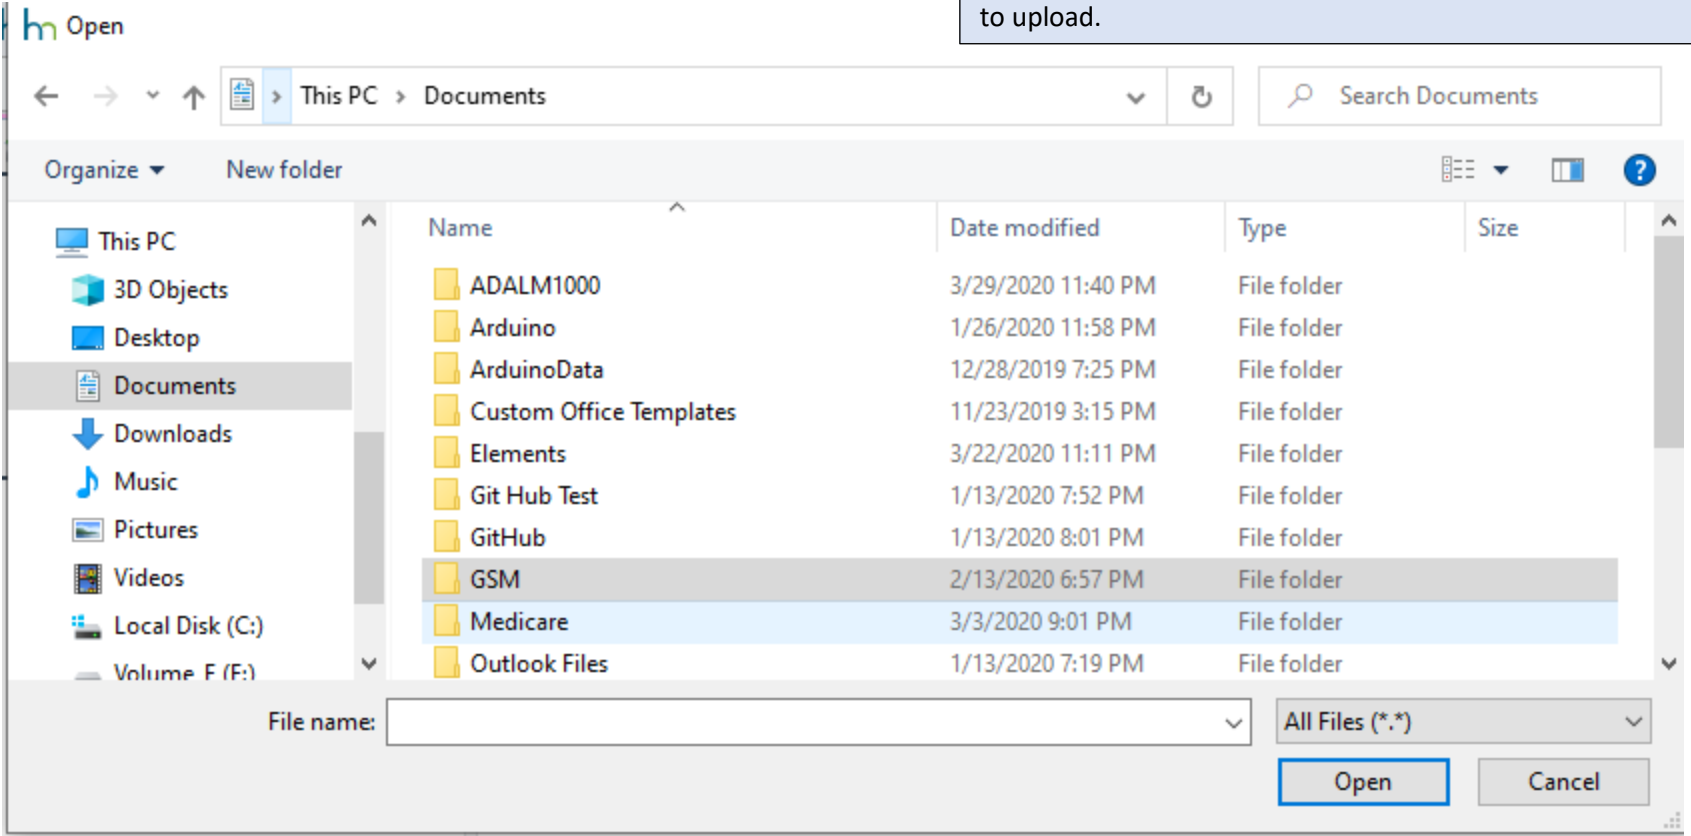 to upload.
hn Open
This PC > Documents
Search Documents
Organize New folder
?
Name Date modified Type Size
This PC
3D Objects
Desktop
Documents
Downloads
Music
Pictures
Videos
Local Disk (C:)
Volume F (F:)
ADALM1000 3/29/2020 11:40 PM File folder
Arduino 1/26/2020 11:58 PM File folder
ArduinoData 12/28/2019 7:25 PM File folder
Custom Office Templates 11/23/2019 3:15 PM File folder
Elements 3/22/2020 11:11 PM File folder
Git Hub Test 1/13/2020 7:52 PM File folder
GitHub 1/13/2020 8:01 PM File folder
GSM 2/13/2020 6:57 PM File folder
Medicare 3/3/2020 9:01 PM File folder
Outlook Files 1/13/2020 7:19 PM File folder
File name:
All Files (*.*)
Open Cancel